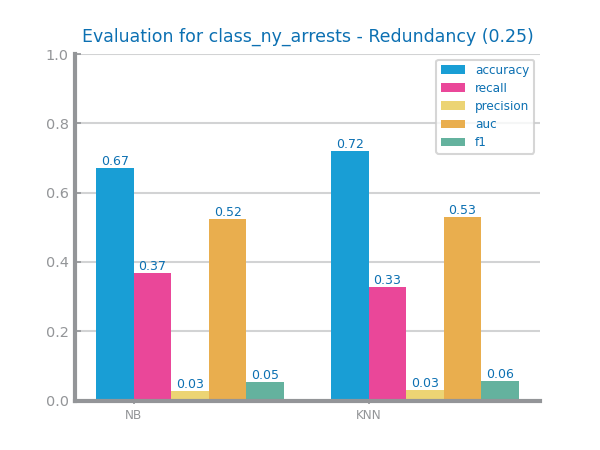 Evaluation for class_ny_arrests - Redundancy (0.25)
1.0
0.8
0.6
0.4
0.2
0.0
accuracy
recall
precision
auc
f1
0.67
0.37
0.03
0.52
0.05
0.72
0.33
0.03
0.53
0.06
NB
KNN